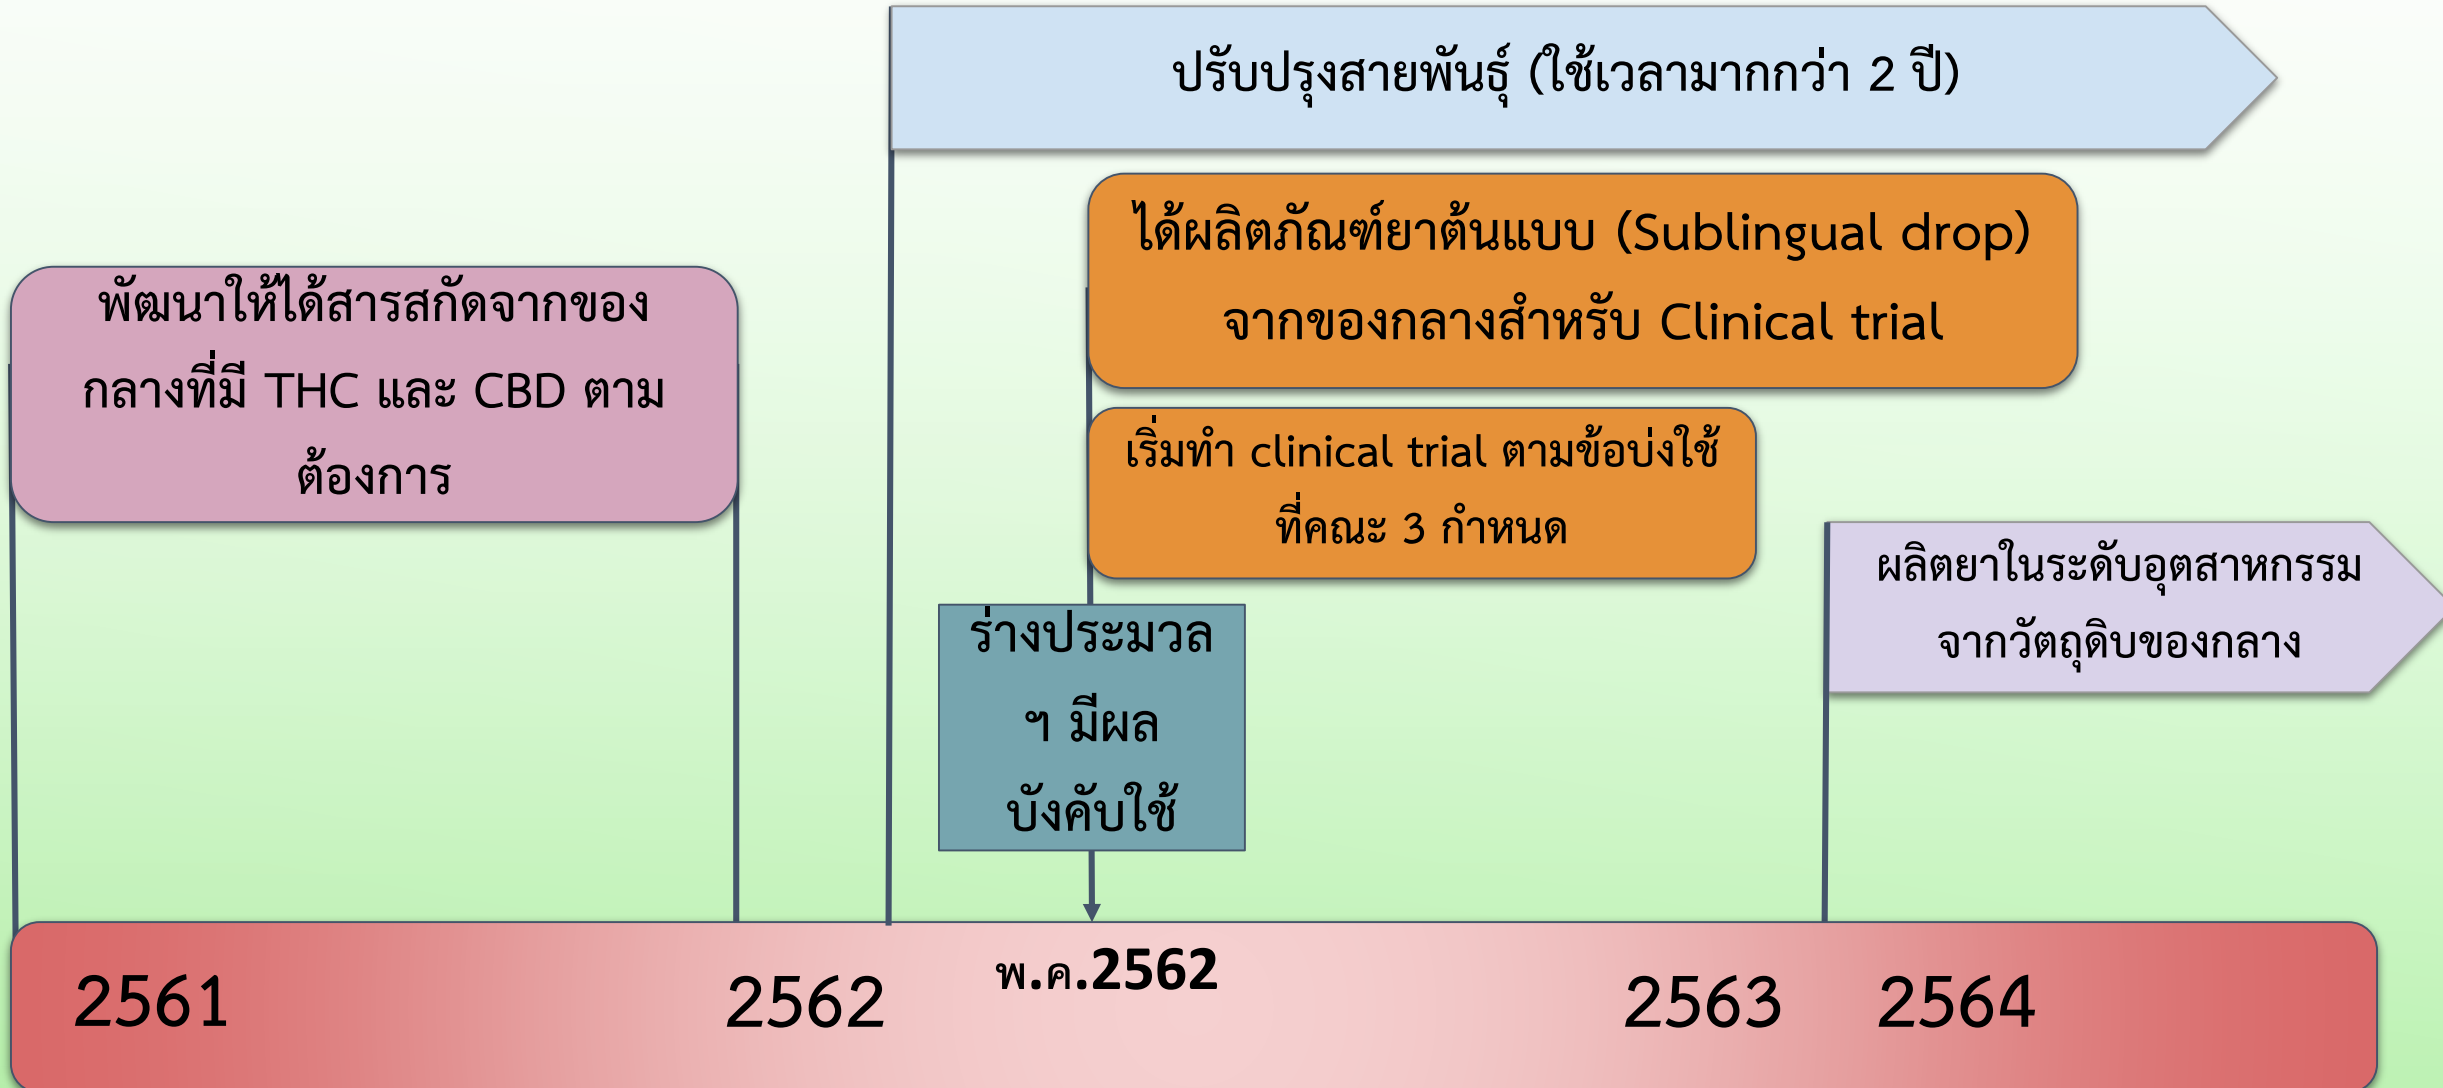 ปรับปรุงสายพันธุ์ (ใช้เวลามากกว่า 2 ปี)
ได้ผลิตภัณฑ์ยาต้นแบบ (Sublingual drop)
จากของกลางสำหรับ Clinical trial
พัฒนาให้ได้สารสกัดจากของ
กลางที่มี THC และ CBD ตาม
ต้องการ
เริ่มทำ clinical trial ตามข้อบ่งใช้
ที่คณะ 3 กำหนด
ผลิตยาในระดับอุตสาหกรรม
จากวัตถุดิบของกลาง
ร่างประมวล
ฯ มีผล
บังคับใช้
2561
2562
พ.ค.2562
2563
2564